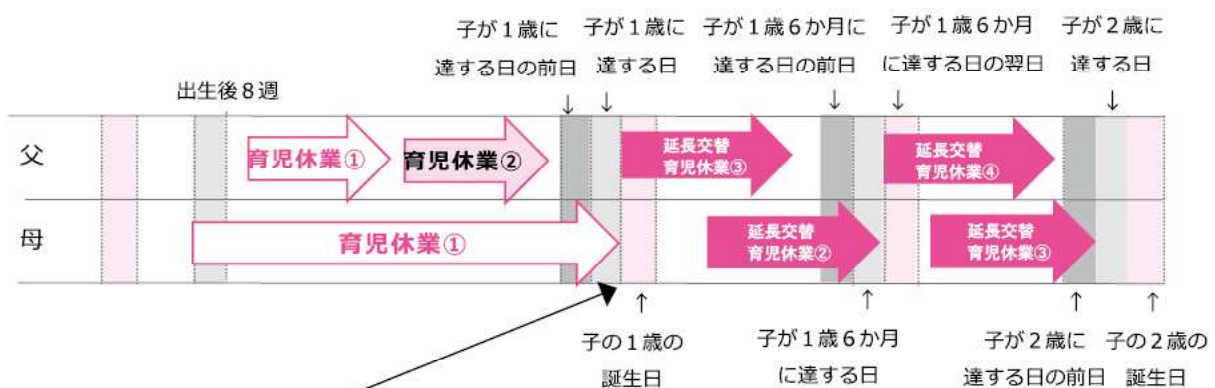 子が１歳に
達する日の前日
子が１歳に
達する日
子が１歳６か月に
達する日の前日
子が１歳６か月
に達する日の翌日
子が２歳に
達する日
出生後８週
↓
↓
↓
↓
↓
父
育児休業①
育児休業②
延長交替
育児休業③
延長交替
育児休業④
母
育児休業①
延長交替
育児休業②
延長交替
育児休業③
↑
↑
↑
↑
子の１歳の
誕生日
子が１歳６か月
に達する日
子が２歳に
達する日の前日
子の２歳の
誕生日